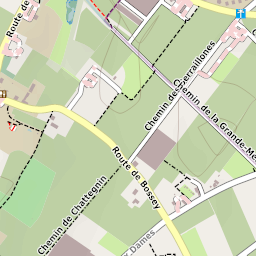 Route de
Chemin des Serraillones
Chemin de la Grande-Me
Route de Bossey
Chemin de Chattegnin
Dames